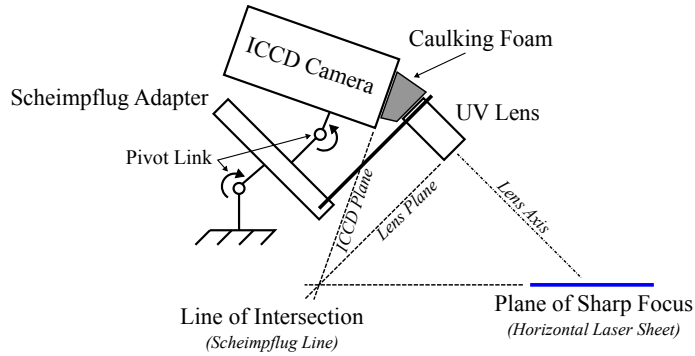 ICCD Camera
Caulking Foam
Scheimpflug Adapter
UV Lens
Pivot Link
ICCD Plane
Lens Plane
Lens Axis
Line of Intersection
(Scheimpflug Line)
Plane of Sharp Focus
(Horizontal Laser Sheet)